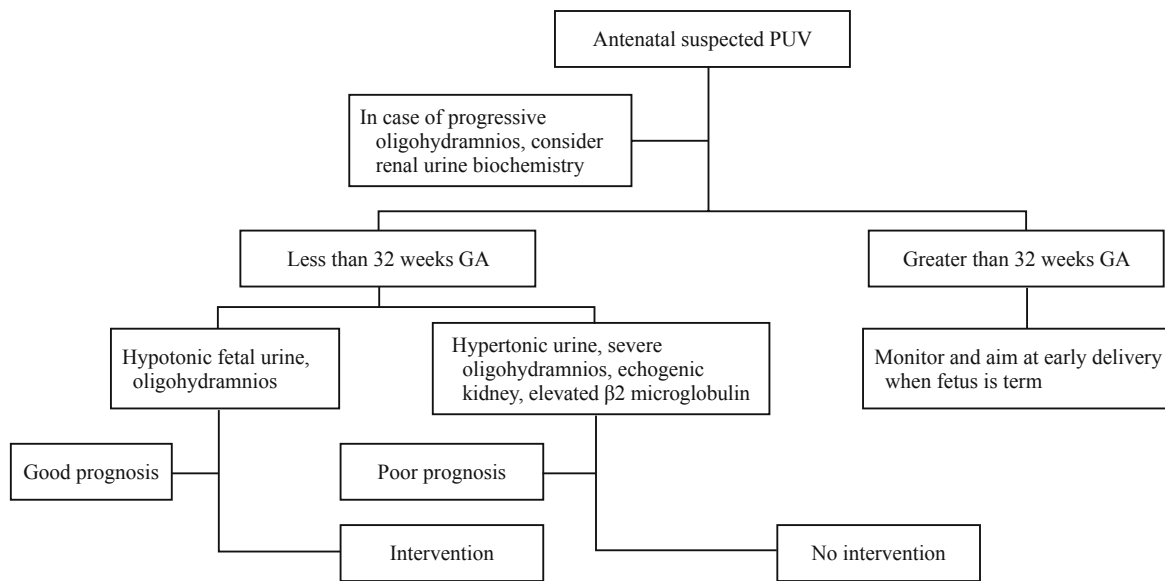 Antenatal suspected PUV
In case of progressive
oligohydramnios, consider
renal urine biochemistry
Less than 32 weeks GA
Greater than 32 weeks GA
Hypotonic fetal urine,
oligohydramnios
Hypertonic urine, severe
oligohydramnios, echogenic
kidney, elevated β2 microglobulin
Monitor and aim at early delivery
when fetus is term
Good prognosis
Poor prognosis
Intervention
No intervention